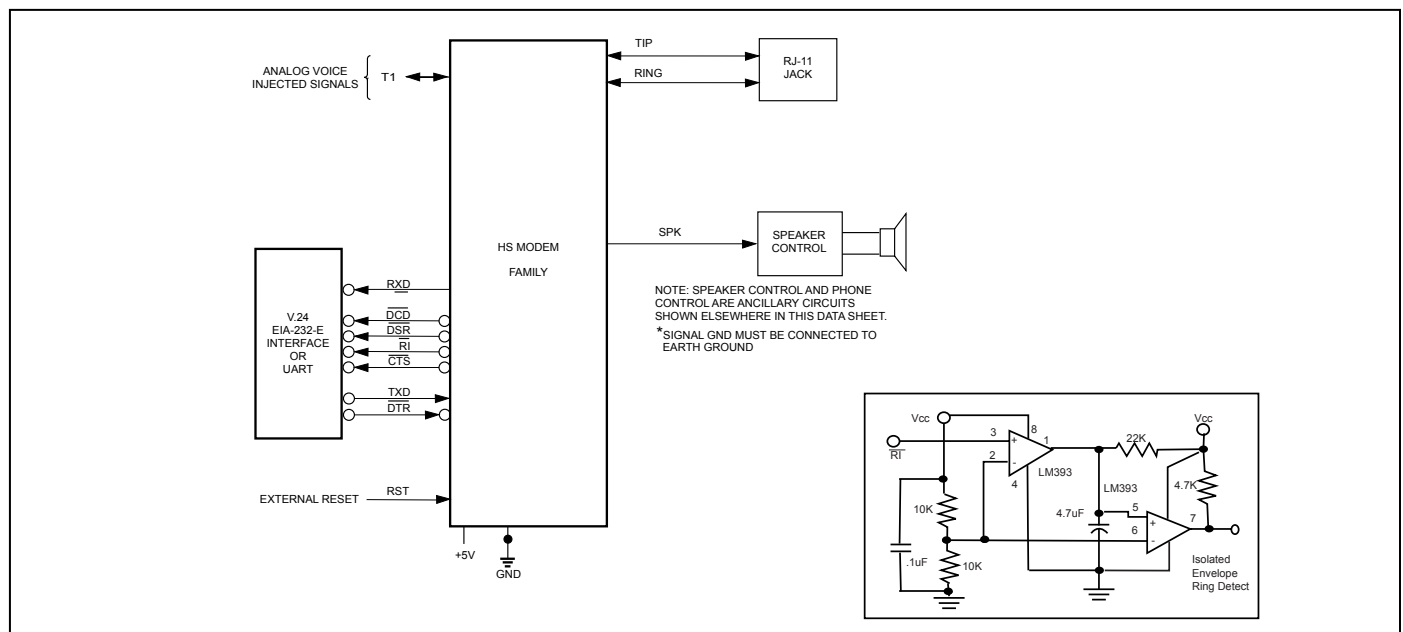 ANALOG VOICE
INJECTED SIGNALS
T1
TIP
RING
RJ-11
JACK
HS MODEM
FAMILY
SPK
SPEAKER
CONTROL
NOTE: SPEAKER CONTROL AND PHONE
CONTROL ARE ANCILLARY CIRCUITS
SHOWN ELSEWHERE IN THIS DATA SHEET.
*SIGNAL GND MUST BE CONNECTED TO
EARTH GROUND
V.24
EIA-232-E
INTERFACE
OR
UART
RXD
DCD
DSR
RI
CTS
TXD
DTR
EXTERNAL RESET
RST
+5V
GND
Vcc
RI
3
+
2
-
8
1
4
LM393
22K
Vcc
LM393
4.7K
10K
4.7uF
5
+
6
-
7
.1uF
10K
Isolated
Envelope
Ring Detect